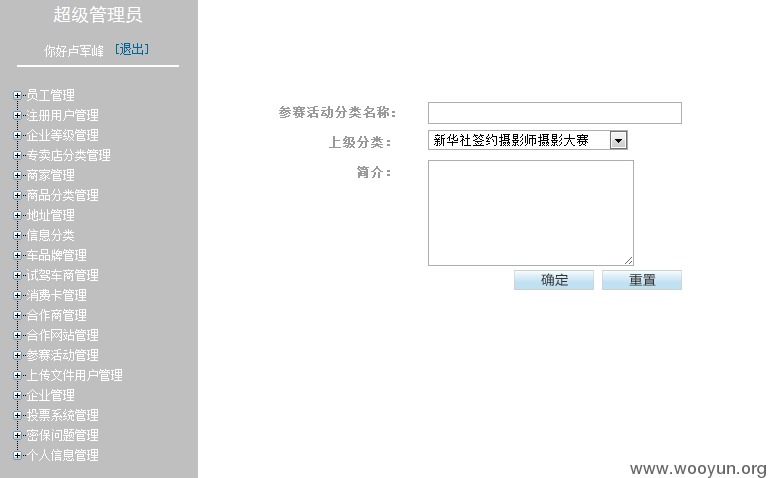 超级管理员
你好卢军峰 [退出]
员工管理
注册用户管理
企业等级管理
专卖店分类管理
商家管理
商品分类管理
地址管理
信息分类
车品牌管理
试驾车商管理
消费卡管理
合作商管理
合作网站管理
参赛活动管理
上传文件用户管理
企业管理
投票系统管理
密保问题管理
个人信息管理
参赛活动分类名称：
上级分类： 新华社签约摄影师摄影大赛
简介：
确定 重置
www.wooyun.org